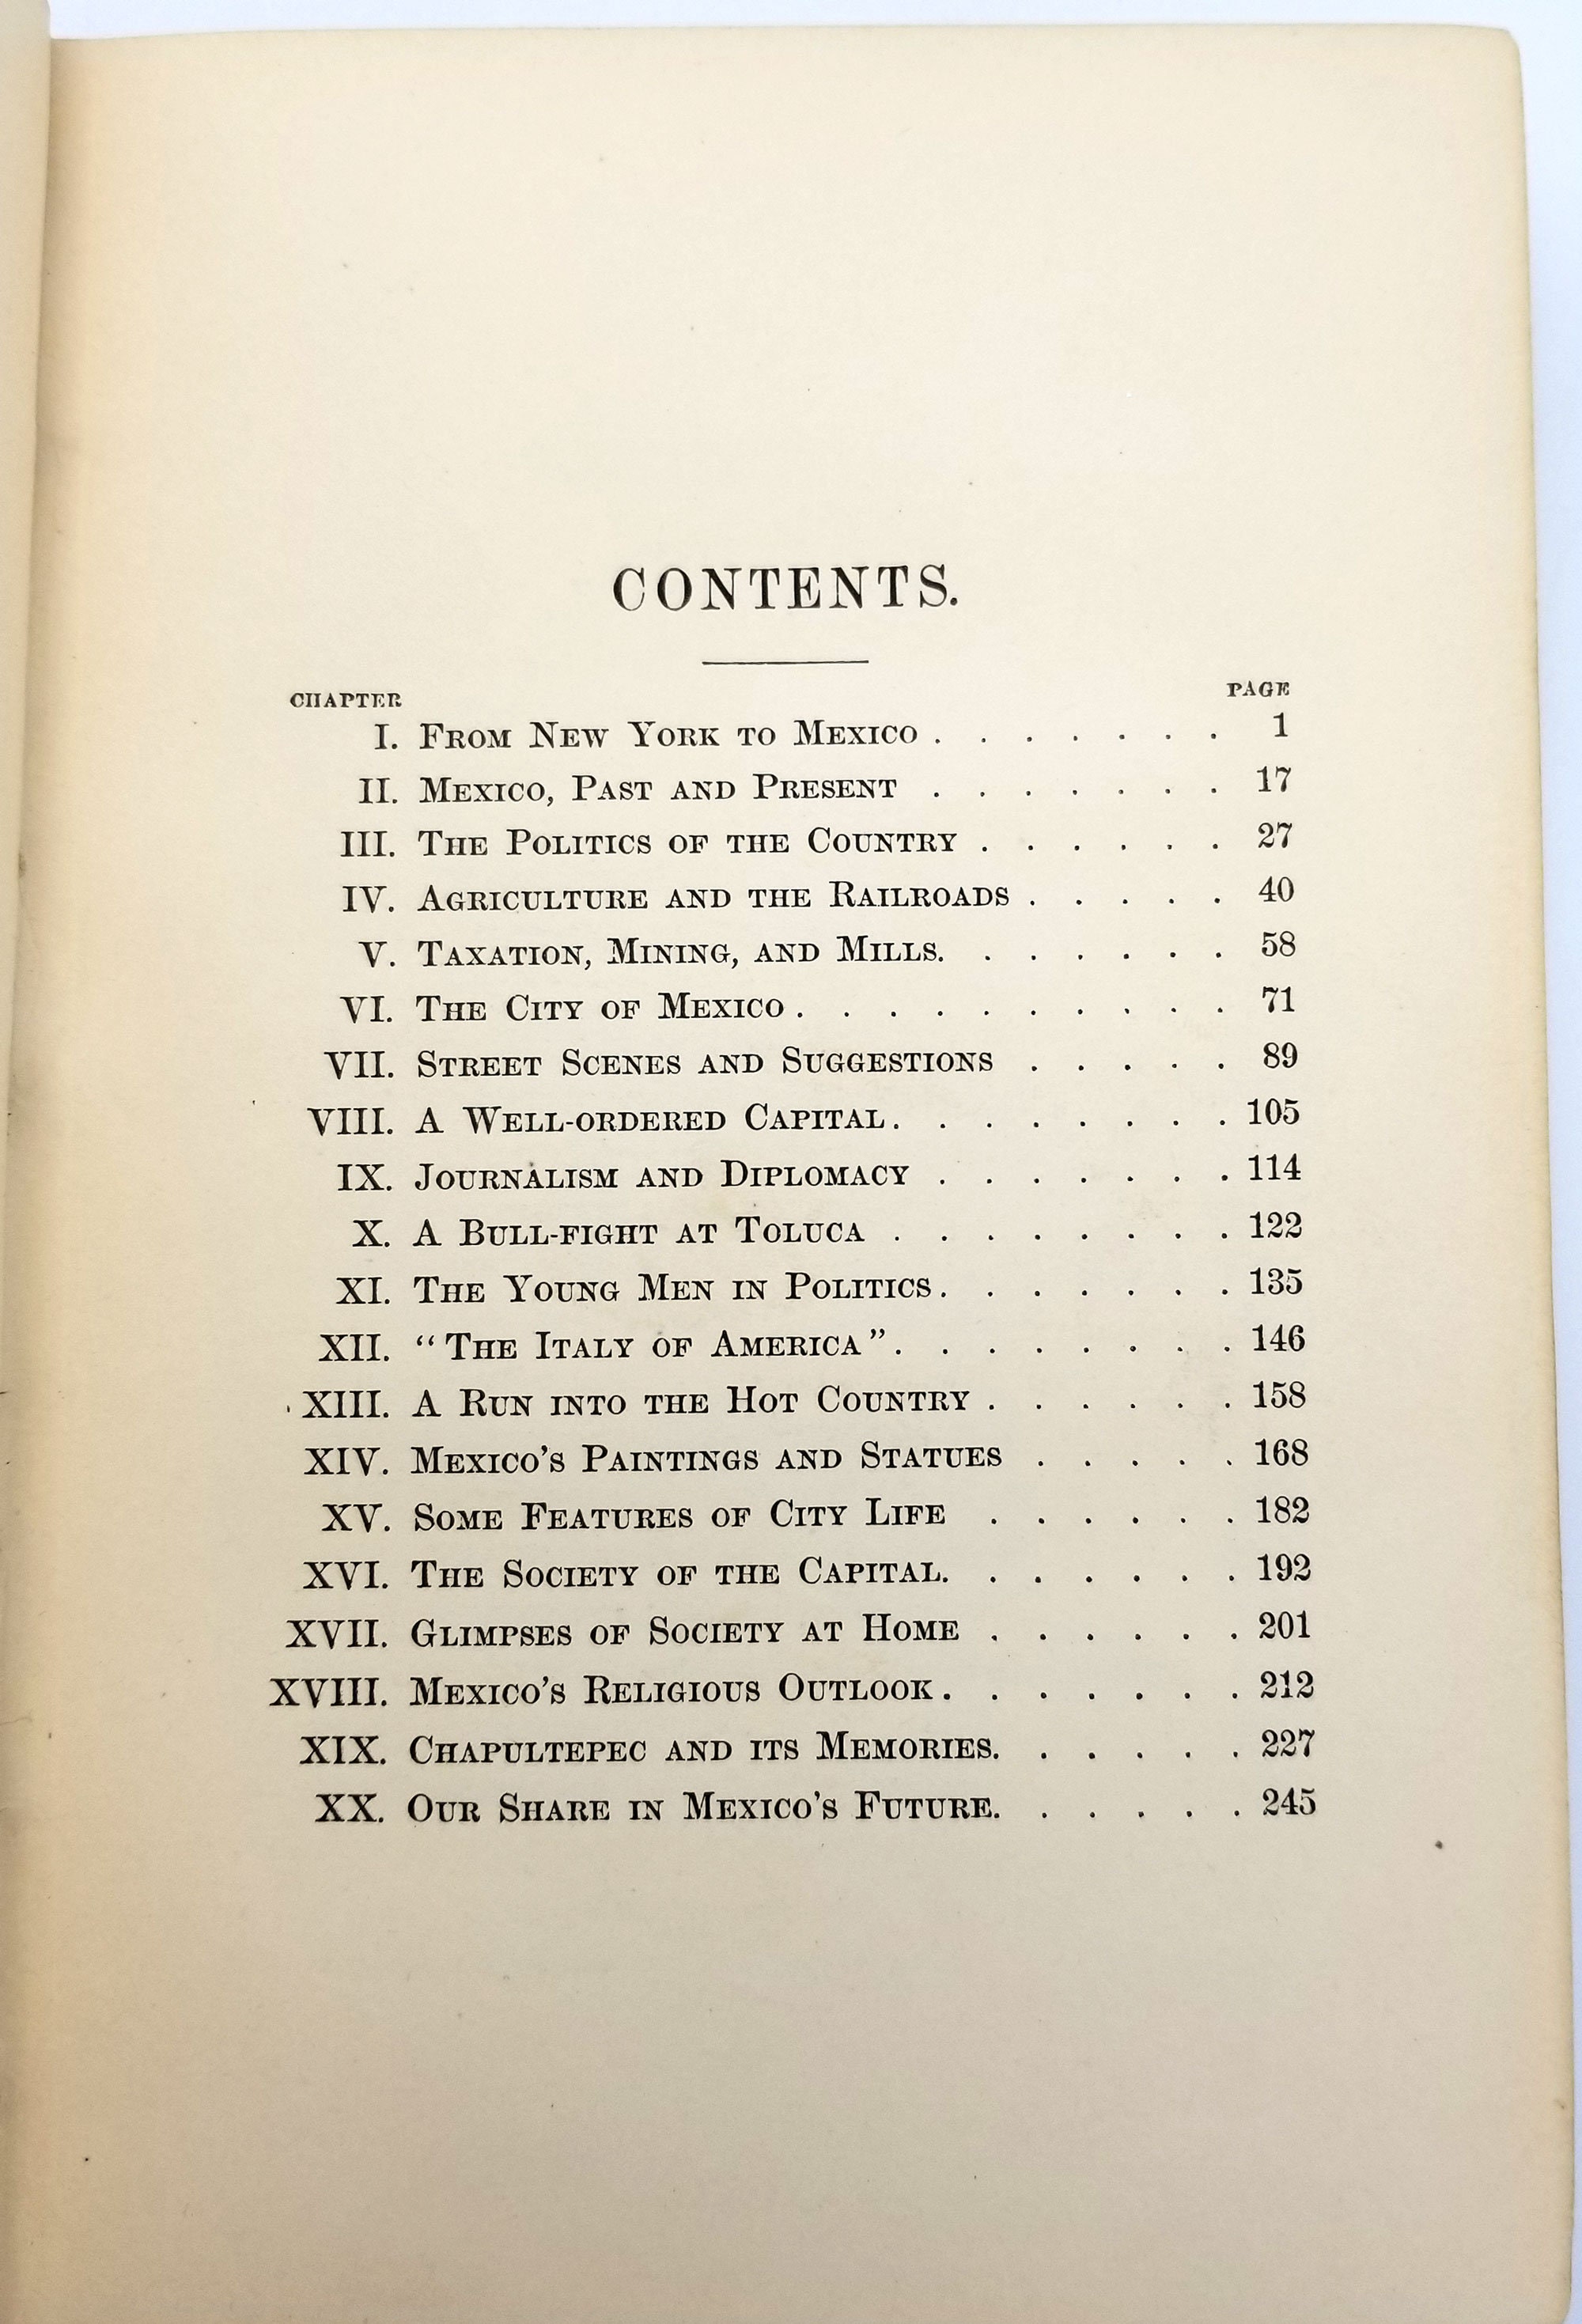 CONTENTS.
CHAPTER PAGE
I. From New York to Mexico . . . . . . . 1
II. Mexico, Past and Present . . . . . . . 17
III. The Politics of the Country . . . . . . 27
IV. Agriculture and the Railroads . . . . . 40
V. Taxation, Mining, and Mills. . . . . . . 58
VI. The City of Mexico . . . . . . . . . . 71
VII. Street Scenes and Suggestions . . . . . 89
VIII. A Well-ordered Capital . . . . . . . . 105
IX. Journalism and Diplomacy . . . . . . . 114
X. A Bull-fight at Toluca . . . . . . . . 122
XI. The Young Men in Politics . . . . . . . 135
XII. "The Italy of America" . . . . . . . . 146
XIII. A Run into the Hot Country . . . . . . 158
XIV. Mexico's Paintings and Statues . . . . . 168
XV. Some Features of City Life . . . . . . 182
XVI. The Society of the Capital. . . . . . . 192
XVII. Glimpses of Society at Home . . . . . . 201
XVIII. Mexico's Religious Outlook . . . . . . . 212
XIX. Chapultepec and its Memories. . . . . . 227
XX. Our Share in Mexico's Future. . . . . . 245